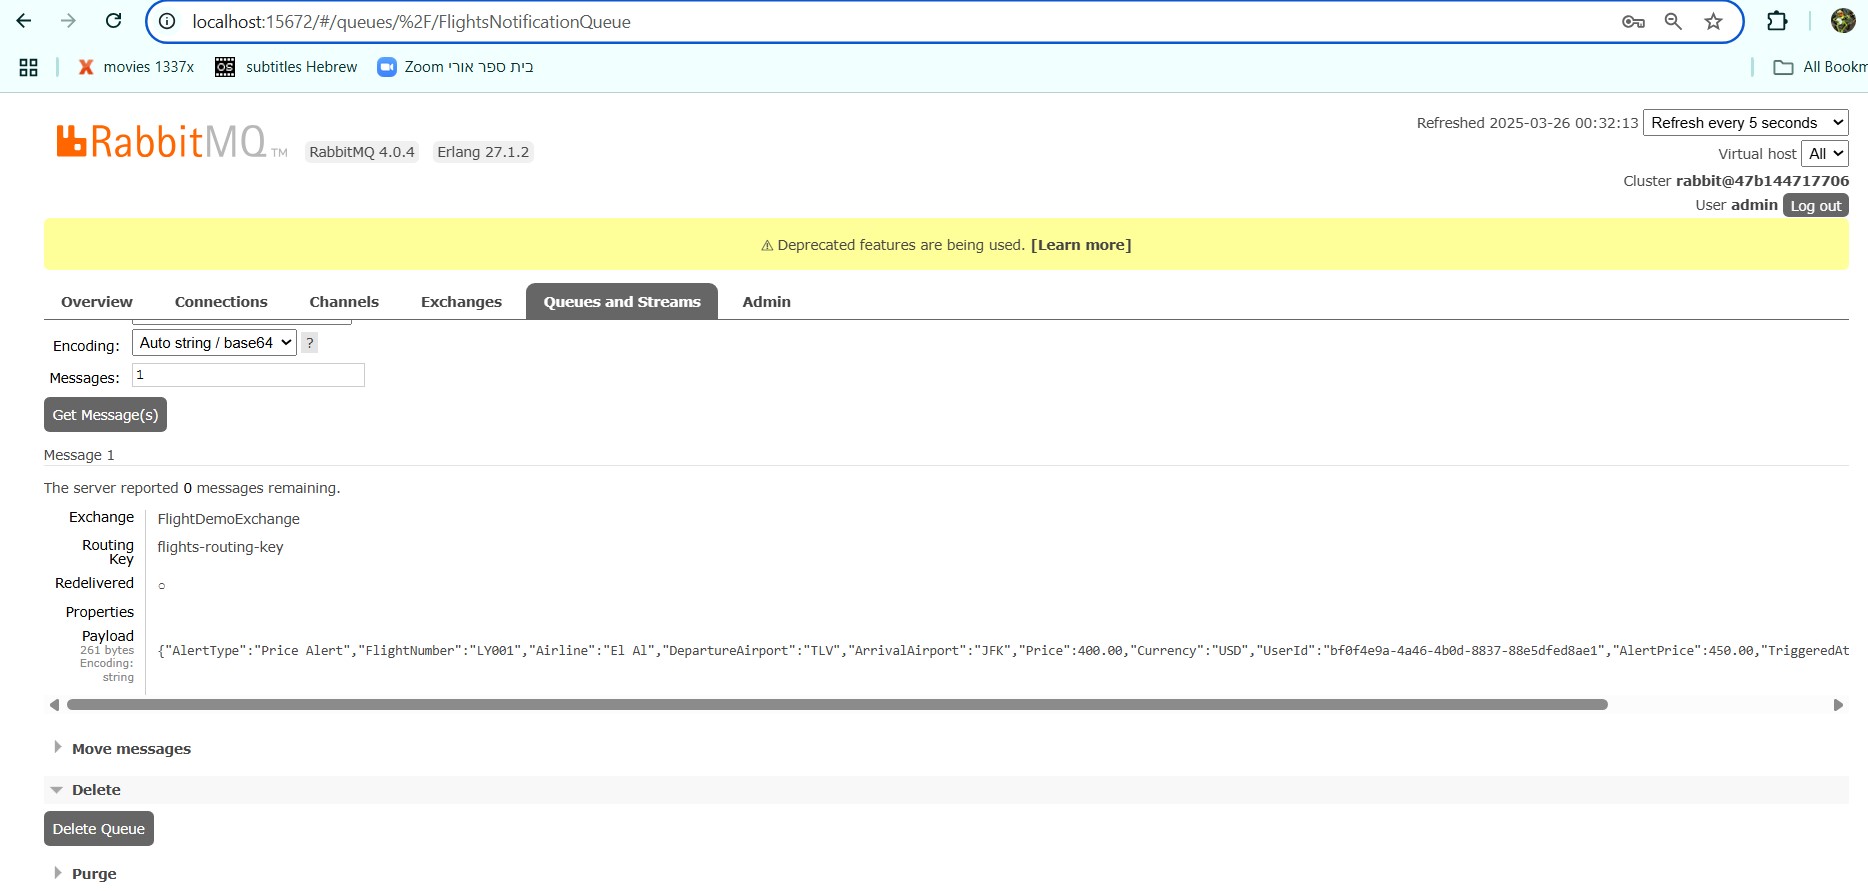 localhost:15672/#/queues/%2F/FlightsNotificationQueue
movies 1337x
subtitles Hebrew
Zoom בית ספר אורי
All Bookm
RabbitMQ TM
RabbitMQ 4.0.4
Erlang 27.1.2
Refreshed 2025-03-26 00:32:13 Refresh every 5 seconds
Virtual host All
Cluster rabbit@47b144717706
User admin Log out
⚠ Deprecated features are being used. [Learn more]
Overview Connections Channels Exchanges Queues and Streams Admin
Encoding: Auto string / base64 ?
Messages: 1
Get Message(s)
Message 1
The server reported 0 messages remaining.
Exchange FlightDemoExchange
Routing Key flights-routing-key
Redelivered ○
Properties
Payload
261 bytes
Encoding:
string
{"AlertType":"Price Alert","FlightNumber":"LY001","Airline":"El Al","DepartureAirport":"TLV","ArrivalAirport":"JFK","Price":400.00,"Currency":"USD","UserId":"bf0f4e9a-4a46-4b0d-8837-88e5dfed8ae1","AlertPrice":450.00,"TriggeredAt
Move messages
Delete
Delete Queue
Purge